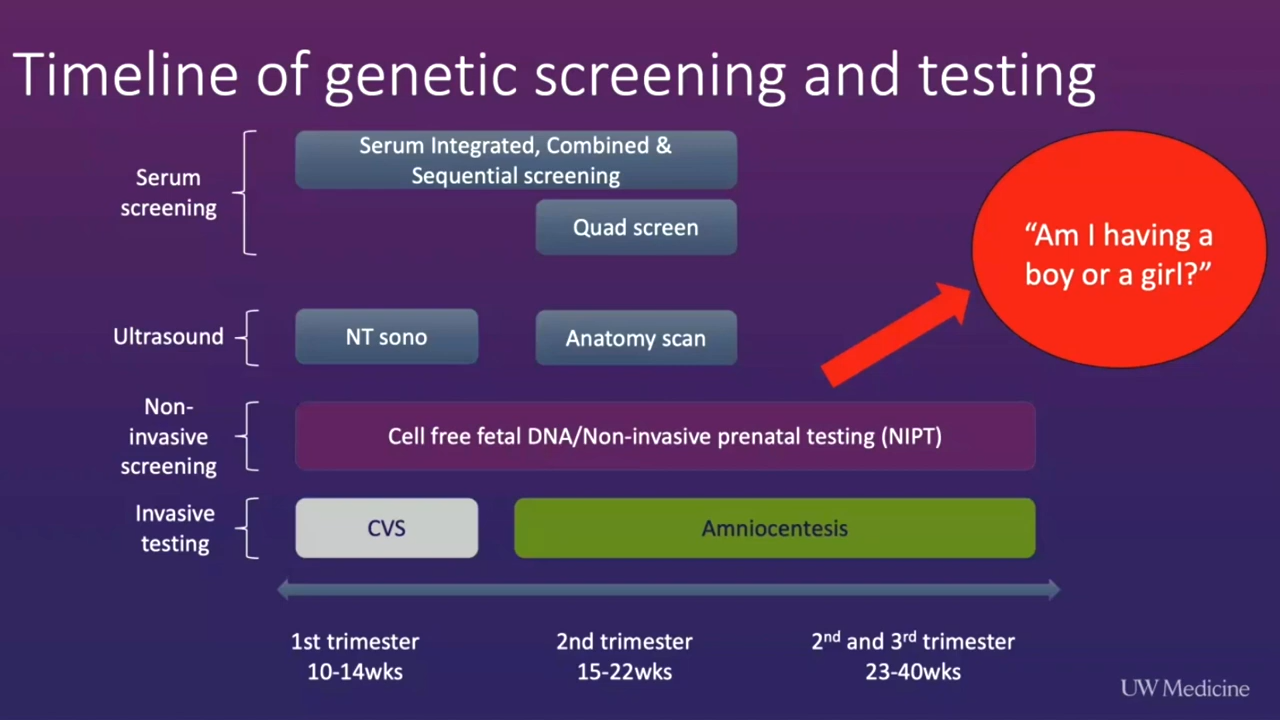 Timeline of genetic screening and testing
Serum
screening
Serum Integrated, Combined &
Sequential screening
Quad screen
“Am I having a
boy or a girl?”
Ultrasound
NT sono
Anatomy scan
Non-
invasive
screening
Cell free fetal DNA/Non-invasive prenatal testing (NIPT)
Invasive
testing
CVS
Amniocentesis
1st trimester
10-14wks
2nd trimester
15-22wks
2nd and 3rd trimester
23-40wks
UW Medicine